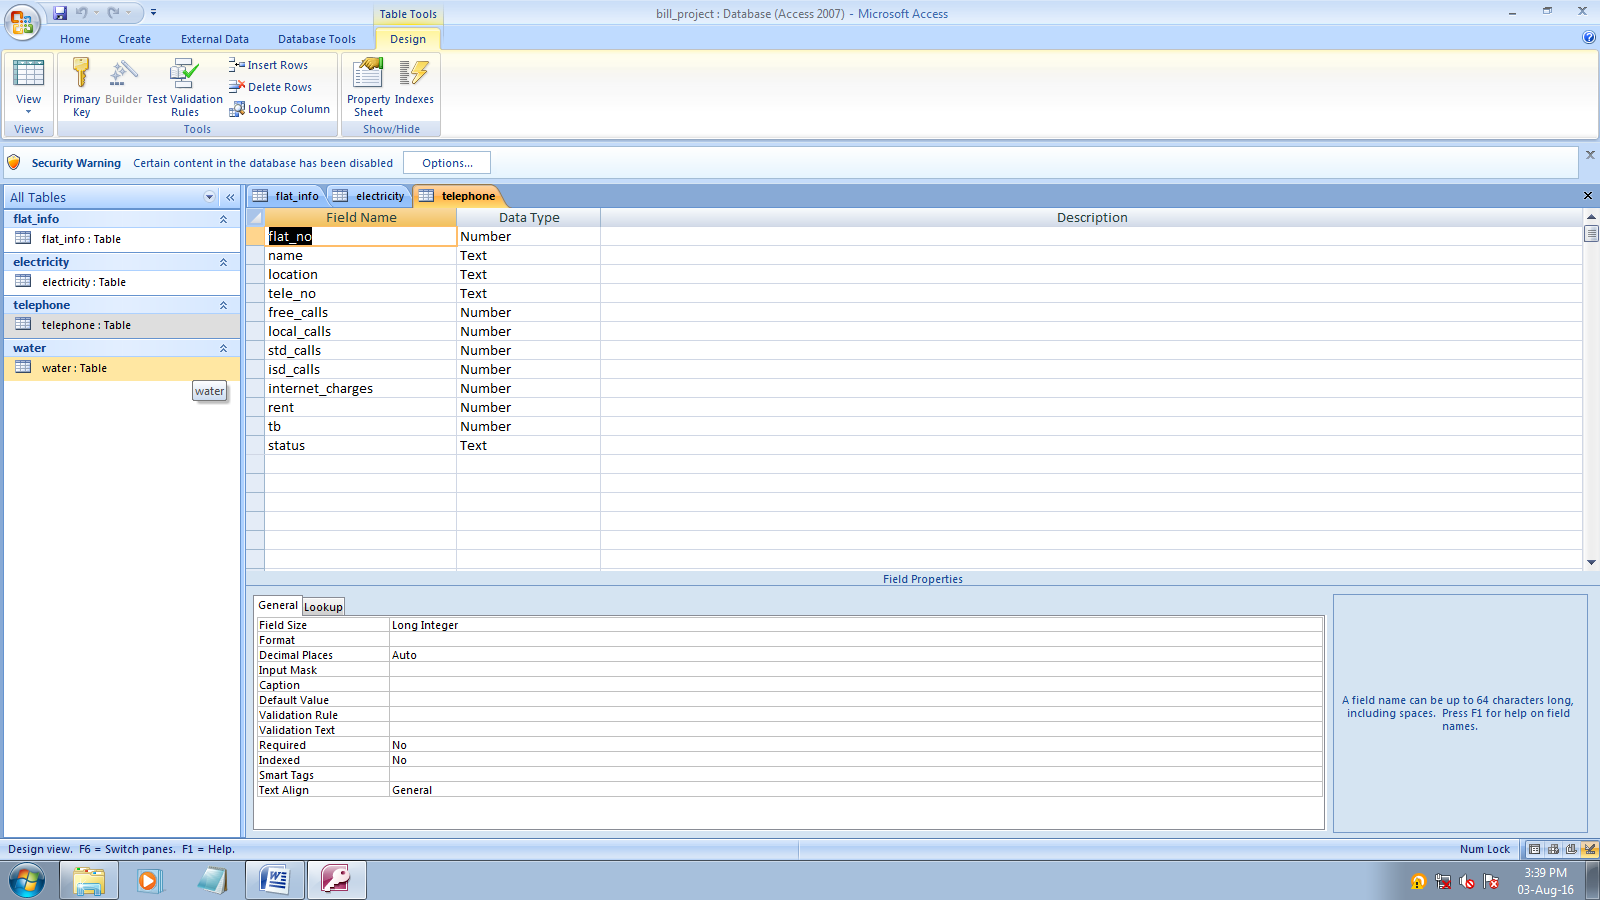 Table Tools
bill_project : Database (Access 2007) - Microsoft Access
Home Create External Data Database Tools Design
View
Views
Primary Key
Builder
Test Validation Rules
Insert Rows
Delete Rows
Lookup Column
Tools
Property Sheet
Indexes
Show/Hide
Security Warning Certain content in the database has been disabled Options...
All Tables
flat_info
flat_info : Table
electricity
electricity : Table
telephone
telephone : Table
water
water : Table
water
flat_info electricity telephone
Field Name Data Type Description
flat_no Number
name Text
location Text
tele_no Text
free_calls Number
local_calls Number
std_calls Number
isd_calls Number
internet_charges Number
rent Number
tb Number
status Text
Field Properties
General Lookup
Field Size Long Integer
Format
Decimal Places Auto
Input Mask
Caption
Default Value
Validation Rule
Validation Text
Required No
Indexed No
Smart Tags
Text Align General
A field name can be up to 64 characters long,
including spaces. Press F1 for help on field
names.
Design view. F6 = Switch panes. F1 = Help.
Num Lock
3:39 PM
03-Aug-16